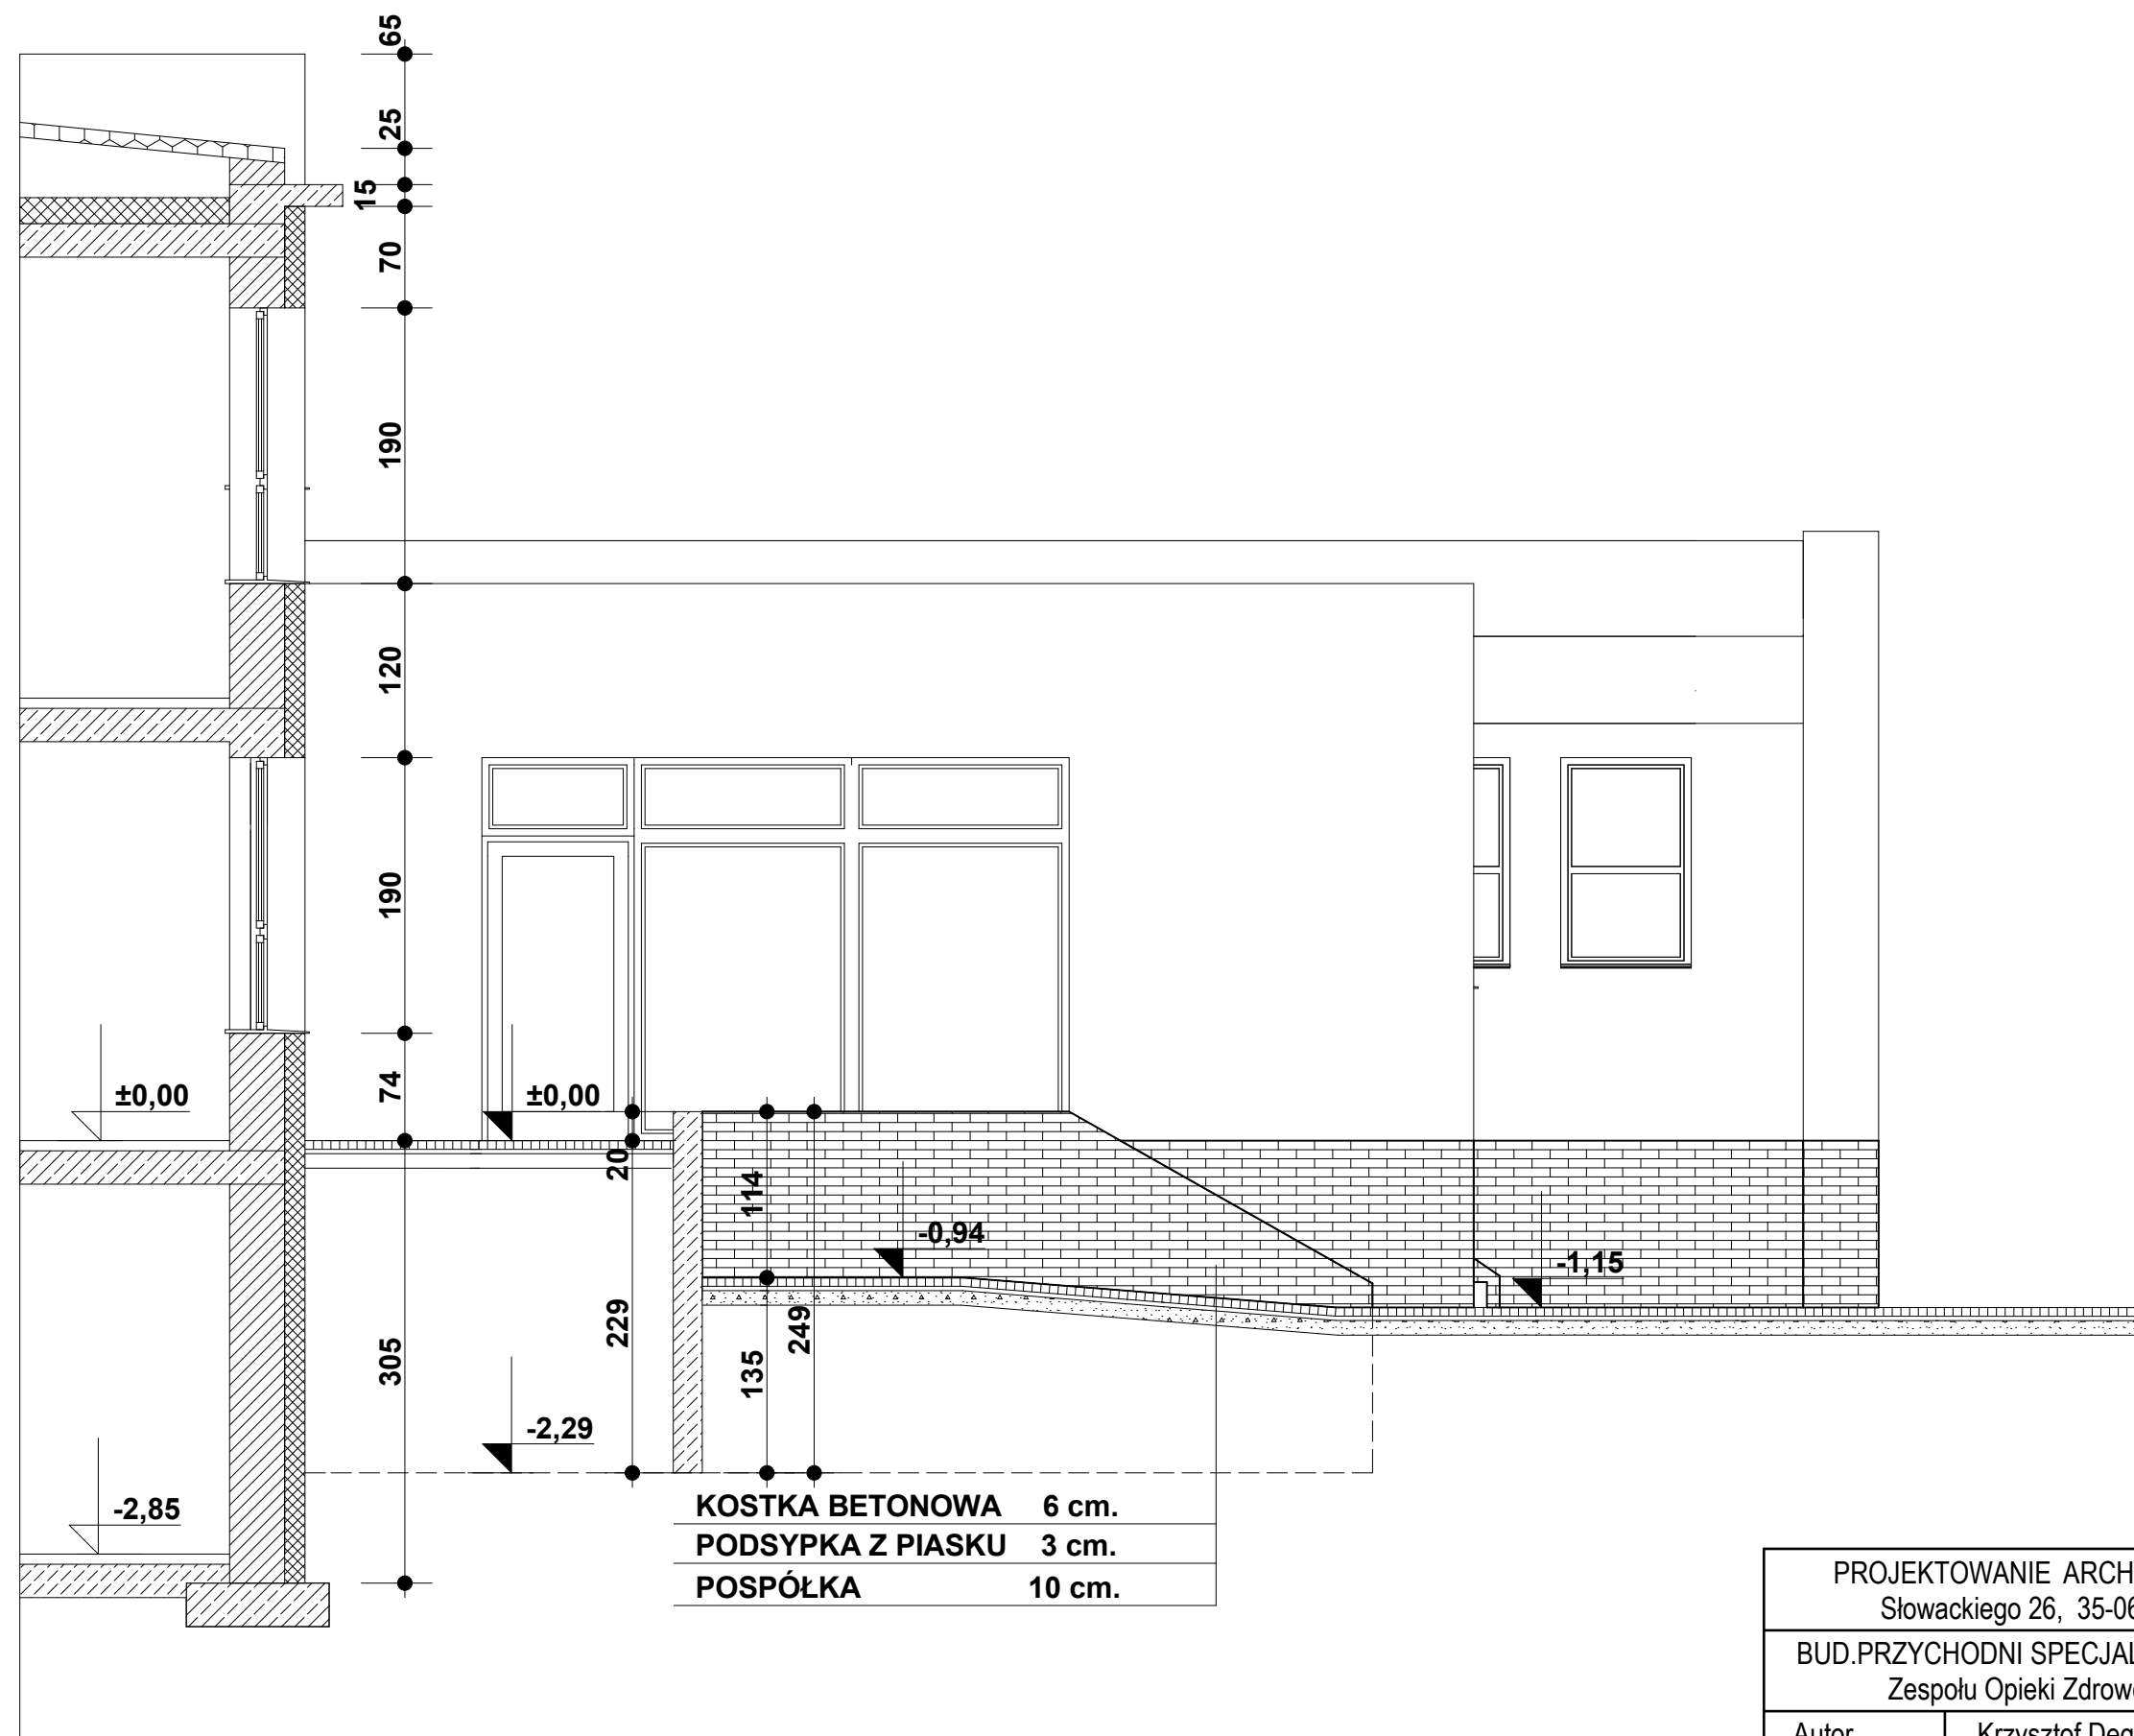 65
25
15
70
190
120
190
74
305
±0,00
±0,00
20
114
-0,94
-1,15
229
249
135
-2,29
-2,85
KOSTKA BETONOWA 6 cm.
PODSYPKA Z PIASKU 3 cm.
POSPÓŁKA 10 cm.
PROJEKTOWANIE ARCH
Słowackiego 26, 35-06
BUD.PRZYCHODNI SPECJAL
Zespołu Opieki Zdrow
Autor Krzysztof Deg